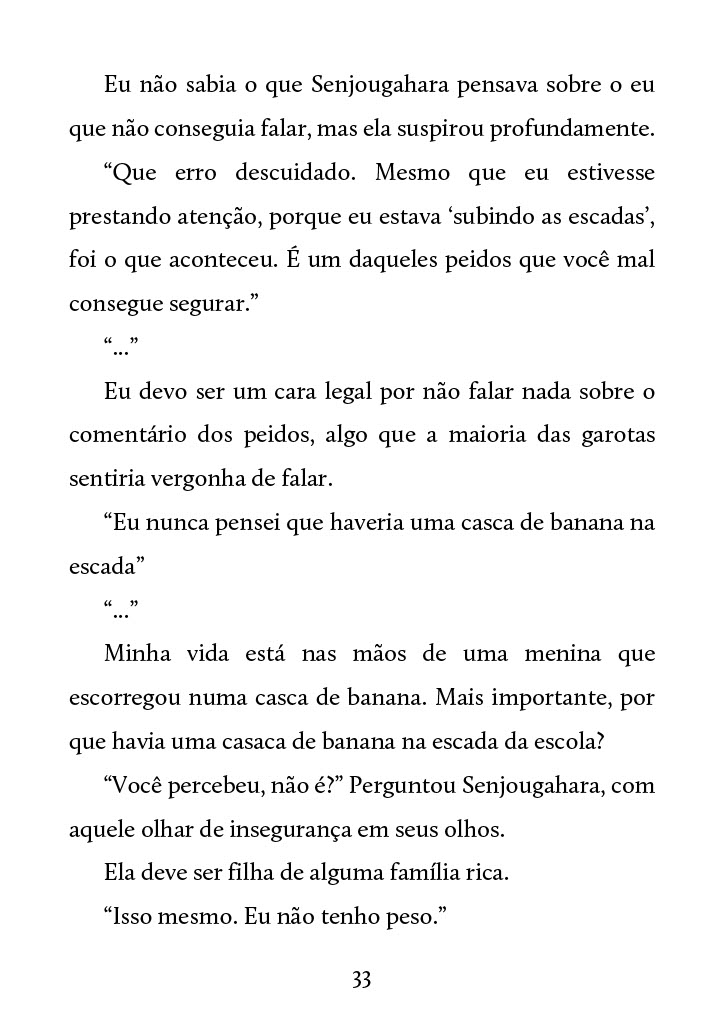 Eu não sabia o que Senjougahara pensava sobre o eu
que não conseguia falar, mas ela suspirou profundamente.
“Que erro descuidado. Mesmo que eu estivesse
prestando atenção, porque eu estava ‘subindo as escadas’,
foi o que aconteceu. É um daqueles peidos que você mal
consegue segurar.”
“...”
Eu devo ser um cara legal por não falar nada sobre o
comentário dos peidos, algo que a maioria das garotas
sentiria vergonha de falar.
“Eu nunca pensei que haveria uma casca de banana na
escada”
“...”
Minha vida está nas mãos de uma menina que
escorregou numa casca de banana. Mais importante, por
que havia uma casaca de banana na escada da escola?
“Você percebeu, não é?” Perguntou Senjougahara, com
aquele olhar de insegurança em seus olhos.
Ela deve ser filha de alguma família rica.
“Isso mesmo. Eu não tenho peso.”
33